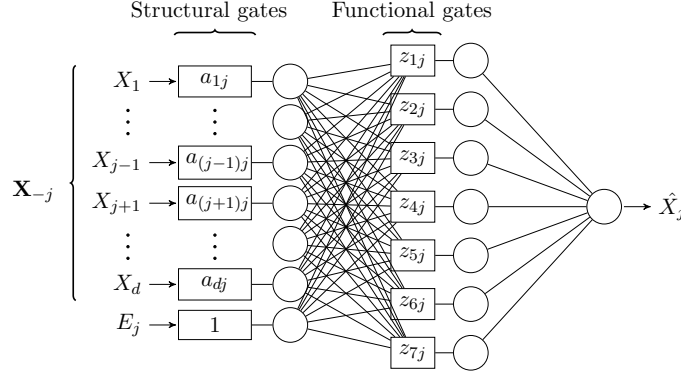 Structural gates
Functional gates
X_1 a_{1j} z_{1j}
⋮ ⋮ z_{2j}
X_{j−1} a_{(j−1)j} z_{3j}
X_{−j} X_{j+1} a_{(j+1)j} z_{4j} X̂_j
⋮ ⋮ z_{5j}
X_d a_{dj} z_{6j}
E_j 1 z_{7j}